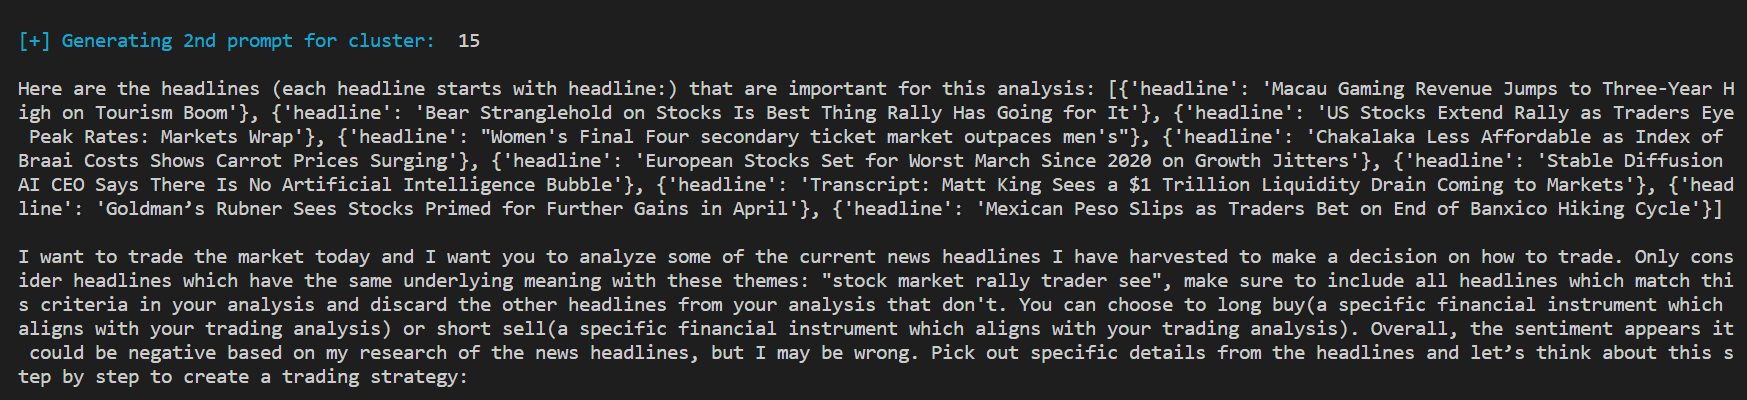 [+] Generating 2nd prompt for cluster:  15
Here are the headlines (each headline starts with headline:) that are important for this analysis: [{'headline': 'Macau Gaming Revenue Jumps to Three-Year H
igh on Tourism Boom'}, {'headline': 'Bear Stranglehold on Stocks Is Best Thing Rally Has Going for It'}, {'headline': 'US Stocks Extend Rally as Traders Eye
 Peak Rates: Markets Wrap'}, {'headline': "Women's Final Four secondary ticket market outpaces men's"}, {'headline': 'Chakalaka Less Affordable as Index of
Braai Costs Shows Carrot Prices Surging'}, {'headline': 'European Stocks Set for Worst March Since 2020 on Growth Jitters'}, {'headline': 'Stable Diffusion
AI CEO Says There Is No Artificial Intelligence Bubble'}, {'headline': 'Transcript: Matt King Sees a $1 Trillion Liquidity Drain Coming to Markets'}, {'head
line': 'Goldman’s Rubner Sees Stocks Primed for Further Gains in April'}, {'headline': 'Mexican Peso Slips as Traders Bet on End of Banxico Hiking Cycle'}]
I want to trade the market today and I want you to analyze some of the current news headlines I have harvested to make a decision on how to trade. Only cons
ider headlines which have the same underlying meaning with these themes: "stock market rally trader see", make sure to include all headlines which match thi
s criteria in your analysis and discard the other headlines from your analysis that don't. You can choose to long buy(a specific financial instrument which
aligns with your trading analysis) or short sell(a specific financial instrument which aligns with your trading analysis). Overall, the sentiment appears it
 could be negative based on my research of the news headlines, but I may be wrong. Pick out specific details from the headlines and let’s think about this s
tep by step to create a trading strategy: